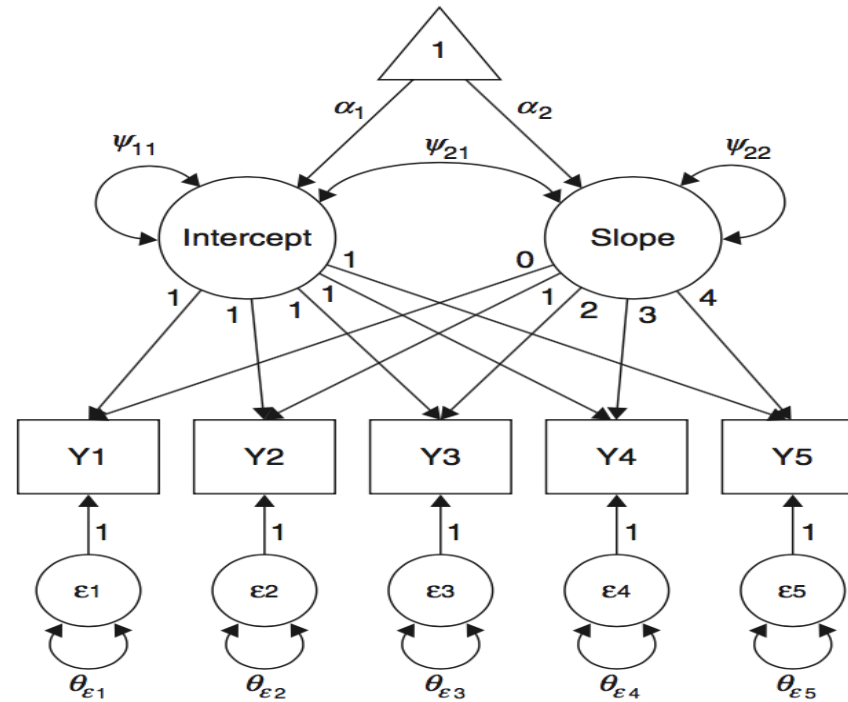 1
α1 α2
ψ11 ψ21 ψ22
Intercept Slope
1 0
1 1 1 1 1 2 3 4
Y1 Y2 Y3 Y4 Y5
1 1 1 1 1
ε1 ε2 ε3 ε4 ε5
θε1 θε2 θε3 θε4 θε5